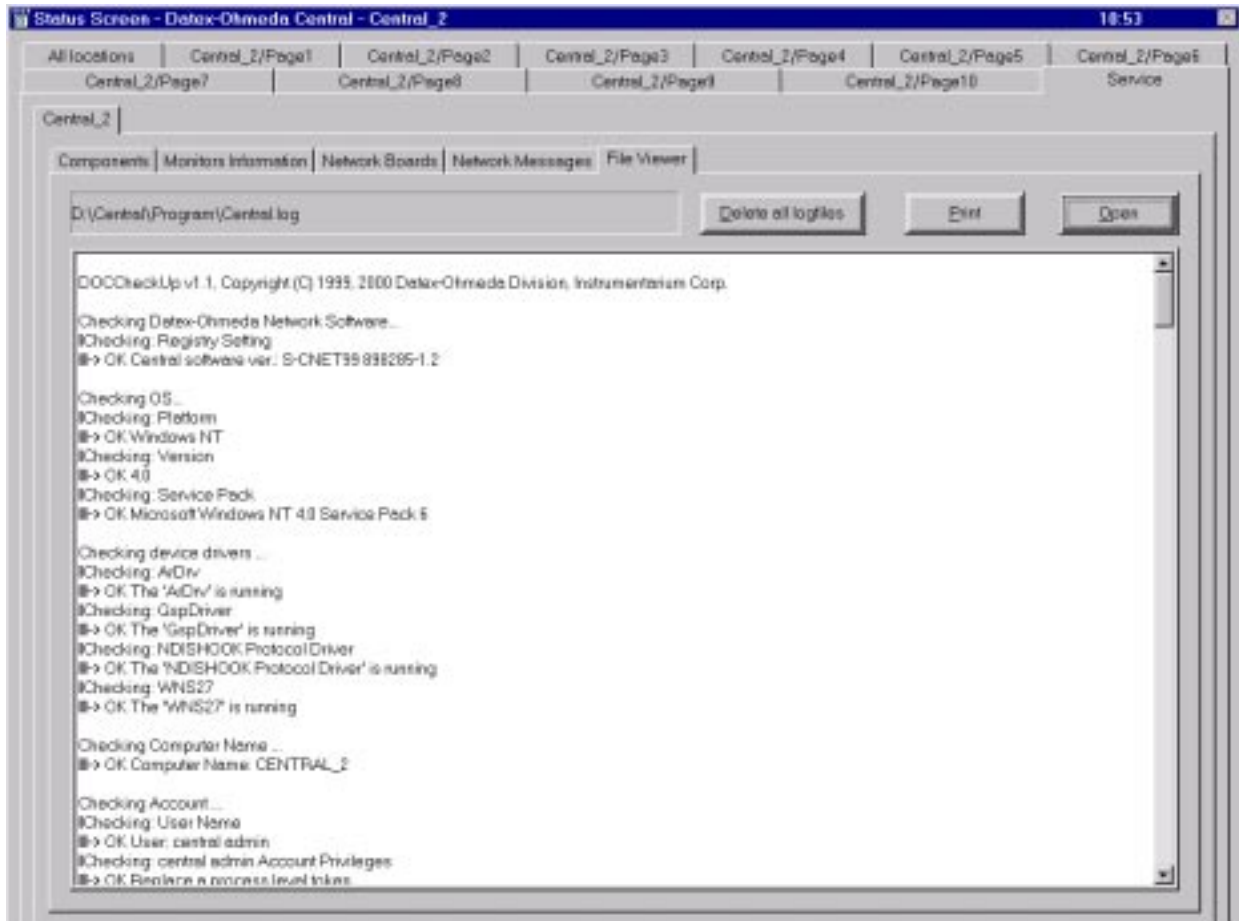 Status Screen - Datex-Ohmeda Central - Central_2 10:53
All locations Central_2/Page1 Central_2/Page2 Central_2/Page3 Central_2/Page4 Central_2/Page5 Central_2/Page6
Central_2/Page7 Central_2/Page8 Central_2/Page9 Central_2/Page10 Service
Central_2
Components Monitors Information Network Boards Network Messages File Viewer
D:\Central\Program\Central.log Delete all logfiles Print Open
DOCCheckUp v1.1, Copyright (C) 1999, 2000 Datex-Ohmeda Division, Instrumentarium Corp.
Checking Datex-Ohmeda Network Software...
Checking: Registry Setting
-> OK Central software ver.: S-CNET99 898285-1.2
Checking OS...
Checking: Platform
-> OK Windows NT
Checking: Version
-> OK 4.0
Checking: Service Pack
-> OK Microsoft Windows NT 4.0 Service Pack 6
Checking device drivers ...
Checking: ArDrv
-> OK The 'ArDrv' is running
Checking: GspDriver
-> OK The 'GspDriver' is running
Checking: NDISHOOK Protocol Driver
-> OK The 'NDISHOOK Protocol Driver' is running
Checking: WNS27
-> OK The 'WNS27' is running
Checking Computer Name ...
-> OK Computer Name: CENTRAL_2
Checking Account...
Checking: User Name
-> OK User: central admin
Checking: central admin Account Privileges
-> OK Replace a process level token